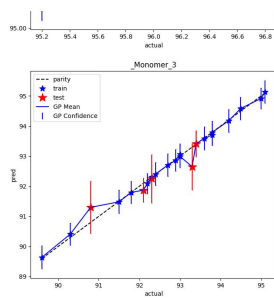 95.00
95.2 95.4 95.6 95.8 96.0 96.2 96.4 96.6 96.8
actual
_Monomer_3
parity
train
test
GP Mean
GP Confidence
95
94
93
92
91
90
89
pred
90 91 92 93 94 95
actual